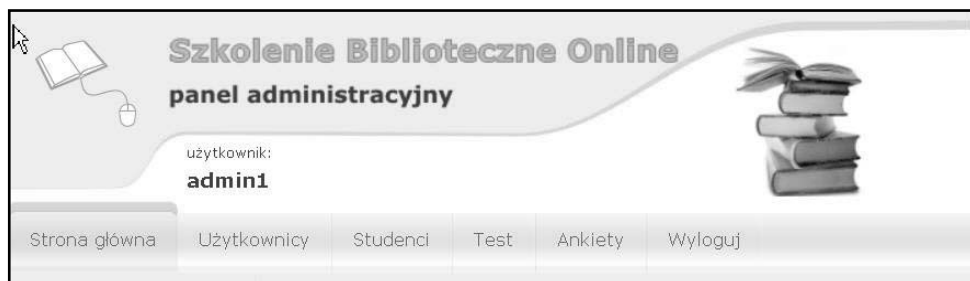 Szkolenie Biblioteczne Online
panel administracyjny
użytkownik:
admin1
Strona główna Użytkownicy Studenci Test Ankiety Wyloguj